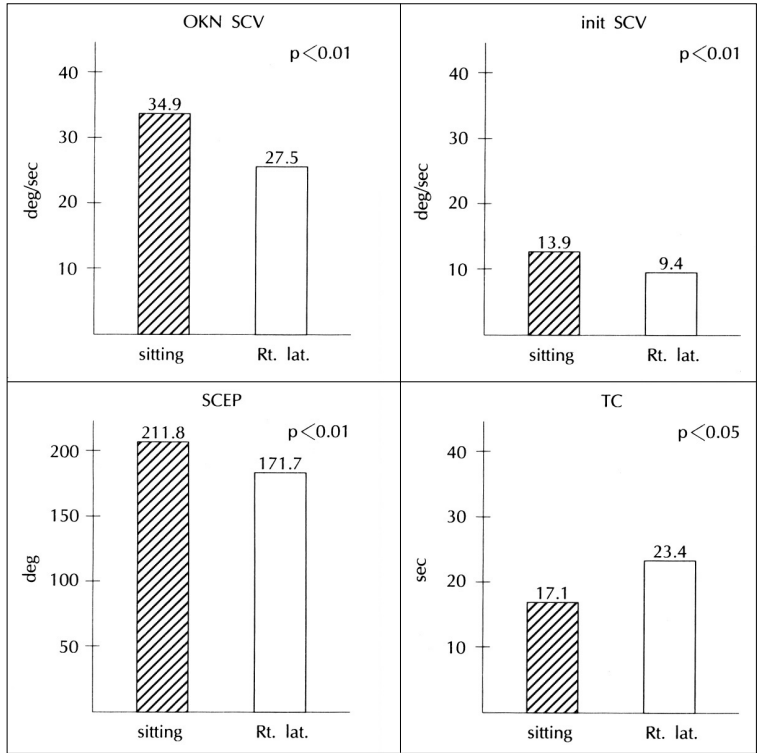 OKN SCV
p<0.01
40
30
20
10
deg/sec
34.9
27.5
sitting Rt. lat.
init SCV
p<0.01
40
30
20
10
deg/sec
13.9
9.4
sitting Rt. lat.
SCEP
p<0.01
200
150
100
50
deg
211.8
171.7
sitting Rt. lat.
TC
p<0.05
40
30
20
10
sec
17.1
23.4
sitting Rt. lat.